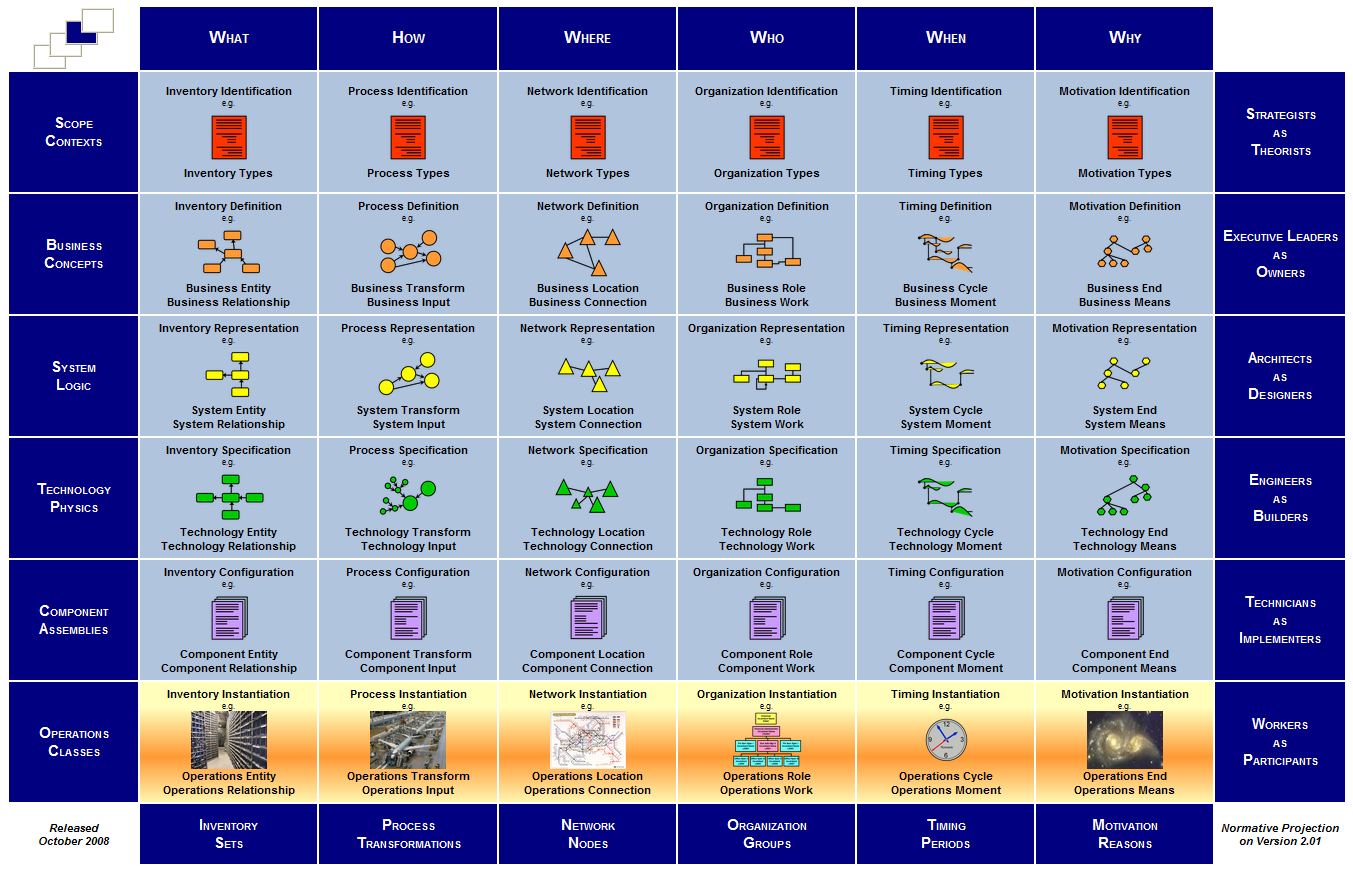 WHAT
HOW
WHERE
WHO
WHEN
WHY
SCOPE
CONTEXTS
Inventory Identification
e.g.
Inventory Types
Process Identification
e.g.
Process Types
Network Identification
e.g.
Network Types
Organization Identification
e.g.
Organization Types
Timing Identification
e.g.
Timing Types
Motivation Identification
e.g.
Motivation Types
STRATEGISTS
AS
THEORISTS
BUSINESS
CONCEPTS
Inventory Definition
e.g.
Business Entity
Business Relationship
Process Definition
e.g.
Business Transform
Business Input
Network Definition
e.g.
Business Location
Business Connection
Organization Definition
e.g.
Business Role
Business Work
Timing Definition
e.g.
Business Cycle
Business Moment
Motivation Definition
e.g.
Business End
Business Means
EXECUTIVE LEADERS
AS
OWNERS
SYSTEM
LOGIC
Inventory Representation
e.g.
System Entity
System Relationship
Process Representation
e.g.
System Transform
System Input
Network Representation
e.g.
System Location
System Connection
Organization Representation
e.g.
System Role
System Work
Timing Representation
e.g.
System Cycle
System Moment
Motivation Representation
e.g.
System End
System Means
ARCHITECTS
AS
DESIGNERS
TECHNOLOGY
PHYSICS
Inventory Specification
e.g.
Technology Entity
Technology Relationship
Process Specification
e.g.
Technology Transform
Technology Input
Network Specification
e.g.
Technology Location
Technology Connection
Organization Specification
e.g.
Technology Role
Technology Work
Timing Specification
e.g.
Technology Cycle
Technology Moment
Motivation Specification
e.g.
Technology End
Technology Means
ENGINEERS
AS
BUILDERS
COMPONENT
ASSEMBLIES
Inventory Configuration
e.g.
Component Entity
Component Relationship
Process Configuration
e.g.
Component Transform
Component Input
Network Configuration
e.g.
Component Location
Component Connection
Organization Configuration
e.g.
Component Role
Component Work
Timing Configuration
e.g.
Component Cycle
Component Moment
Motivation Configuration
e.g.
Component End
Component Means
TECHNICIANS
AS
IMPLEMENTERS
OPERATIONS
CLASSES
Inventory Instantiation
e.g.
Operations Entity
Operations Relationship
Process Instantiation
e.g.
Operations Transform
Operations Input
Network Instantiation
e.g.
Operations Location
Operations Connection
Organization Instantiation
e.g.
Operations Role
Operations Work
Timing Instantiation
e.g.
12
3
6
9
Operations Cycle
Operations Moment
Motivation Instantiation
e.g.
Operations End
Operations Means
WORKERS
AS
PARTICIPANTS
Released
October 2008
INVENTORY
SETS
PROCESS
TRANSFORMATIONS
NETWORK
NODES
ORGANIZATION
GROUPS
TIMING
PERIODS
MOTIVATION
REASONS
Normative Projection
on Version 2.01